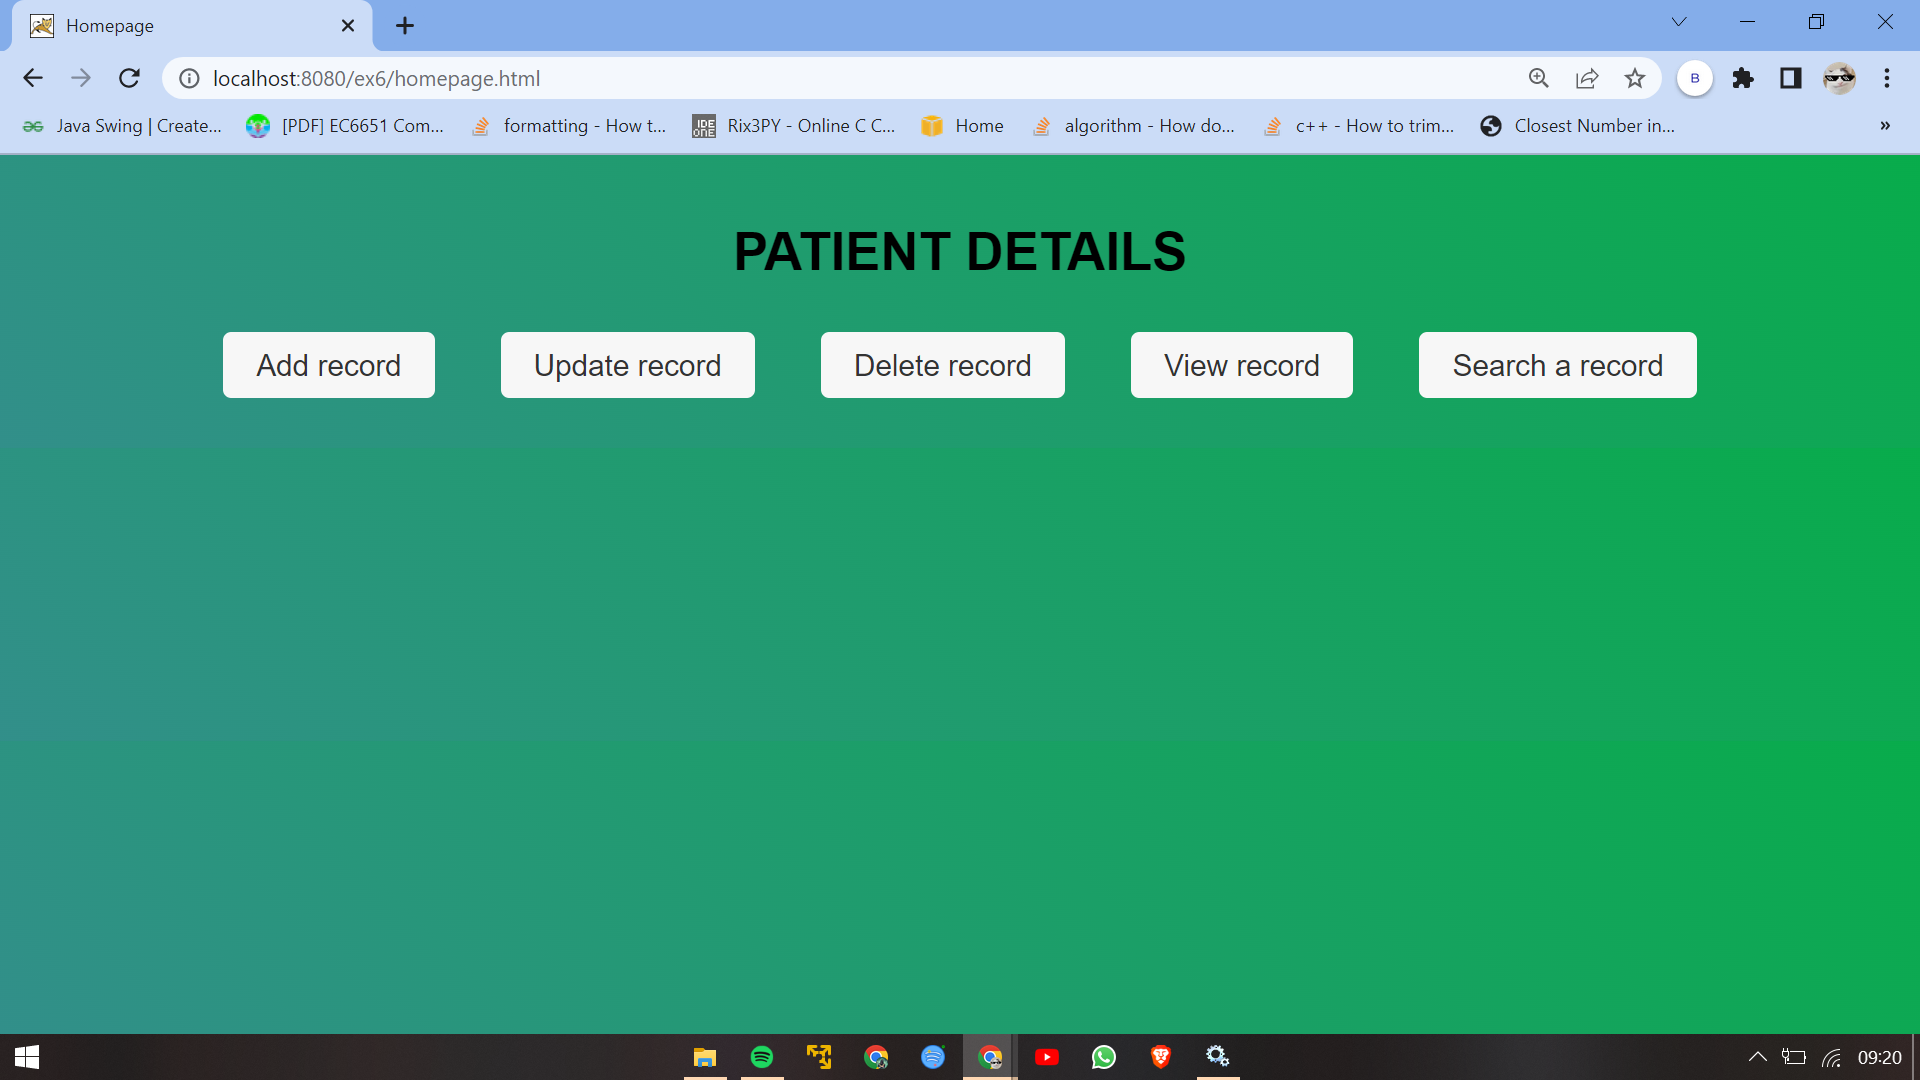 Homepage
localhost:8080/ex6/homepage.html
B
Java Swing | Create...
[PDF] EC6651 Com...
formatting - How t...
IDE ONE
Rix3PY - Online C C...
Home
algorithm - How do...
c++ - How to trim...
Closest Number in...
»
PATIENT DETAILS
Add record
Update record
Delete record
View record
Search a record
09:20